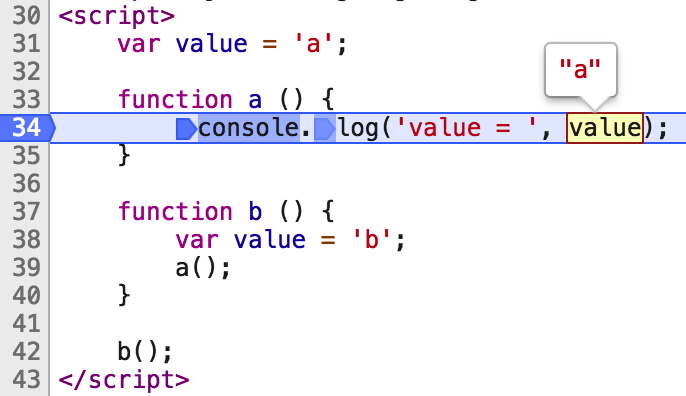 30 <script>
31     var value = 'a';
"a"
32
33     function a () {
34         console.log('value = ', value);
35     }
36
37     function b () {
38         var value = 'b';
39         a();
40     }
41
42     b();
43 </script>